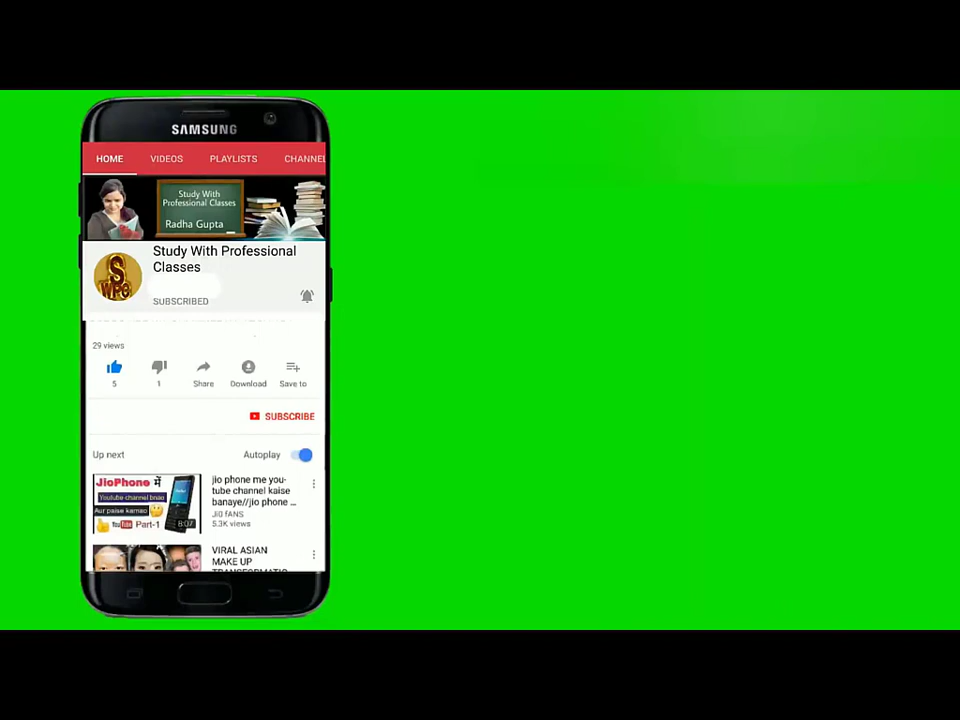 SAMSUNG
HOME VIDEOS PLAYLISTS CHANNEL
Study With
Professional Classes
Radha Gupta
Study With Professional
Classes
S
WPC
SUBSCRIBED
29 views
5 1 Share Download Save to
SUBSCRIBE
Up next Autoplay
JioPhone में
Youtube channel bnao
Aur paise kamao
YouTube Part-1
8:07
jio phone me you-
tube channel kaise
banaye//jio phone ...
JiO fANS
5.3K views
VIRAL ASIAN
MAKE UP
TRANSFORMATIO